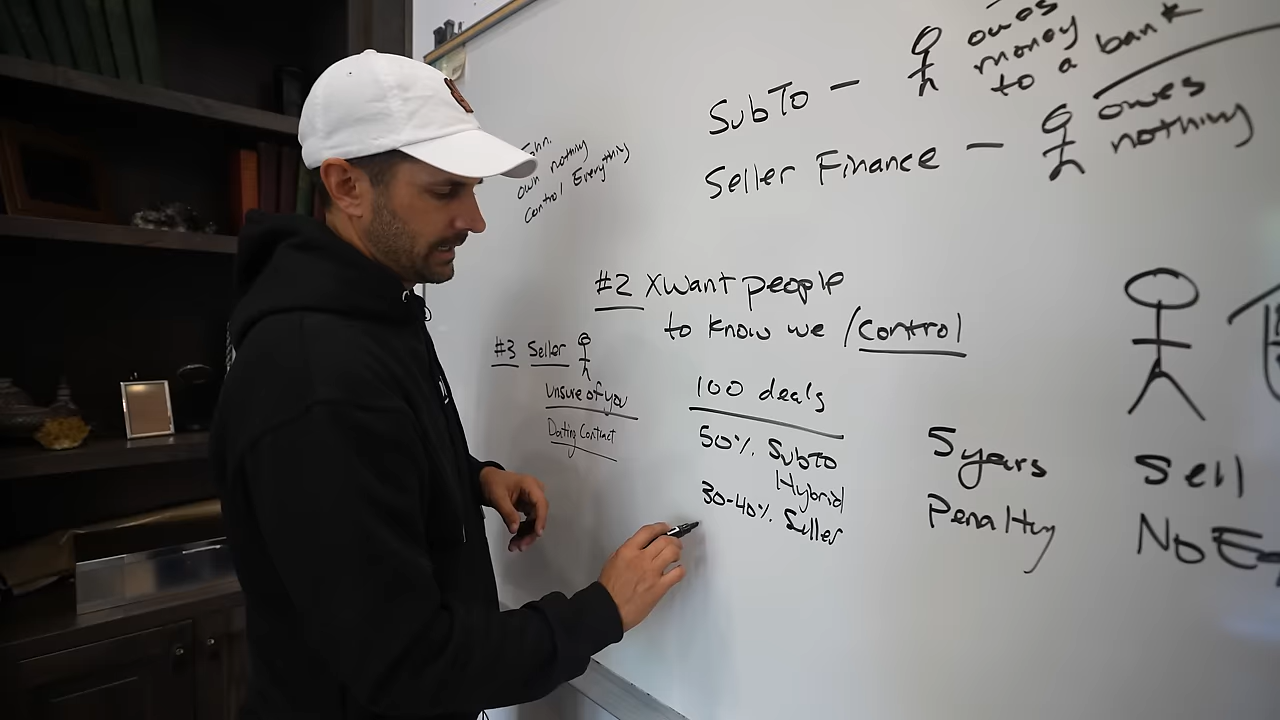 SubTo - owes
money
to a bank
Seller Finance - owes
nothing
own nothing
Control Everything
#2 X Want people
to know we / Control
#3 Seller
Unsure of you
Dating Contract
100 deals
50% SubTo
Hybrid
30-40% Seller
5 years
Penalty
Sell
No